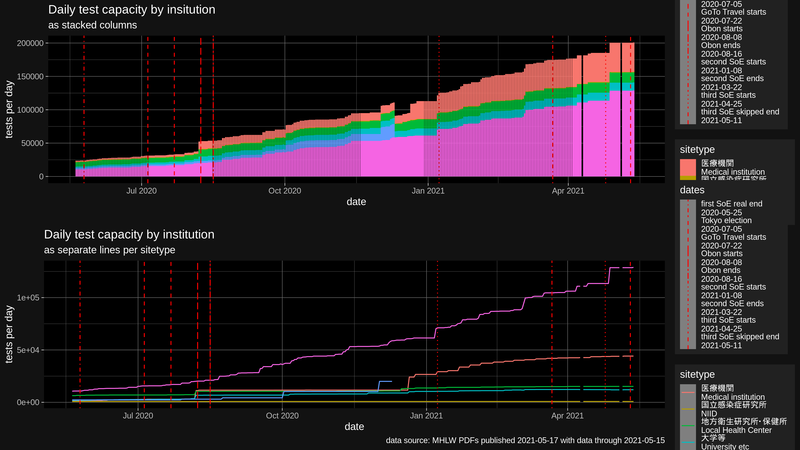 Daily test capacity by insitution
as stacked columns
200000
150000
100000
50000
0
tests per day
Jul 2020
Oct 2020
Jan 2021
Apr 2021
date
2020-07-05
GoTo Travel starts
2020-07-22
Obon starts
2020-08-08
Obon ends
2020-08-16
second SoE starts
2021-01-08
second SoE ends
2021-03-22
third SoE starts
2021-04-25
third SoE skipped end
2021-05-11
sitetype
医療機関
Medical institution
国立感染症研究所
Daily test capacity by institution
as separate lines per sitetype
1e+05
5e+04
0e+00
tests per day
Jul 2020
Oct 2020
Jan 2021
Apr 2021
date
data source: MHLW PDFs published 2021-05-17 with data through 2021-05-15
dates
first SoE real end
2020-05-25
Tokyo election
2020-07-05
GoTo Travel starts
2020-07-22
Obon starts
2020-08-08
Obon ends
2020-08-16
second SoE starts
2021-01-08
second SoE ends
2021-03-22
third SoE starts
2021-04-25
third SoE skipped end
2021-05-11
sitetype
医療機関
Medical institution
国立感染症研究所
NIID
地方衛生研究所・保健所
Local Health Center
大学等
University etc